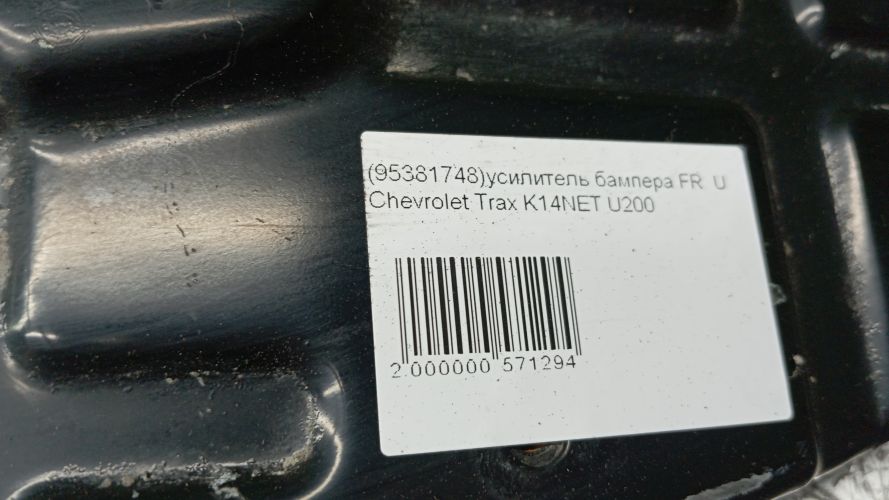 (95381748)усилитель бампера FR U
Chevrolet Trax K14NET U200
2 000000 571294